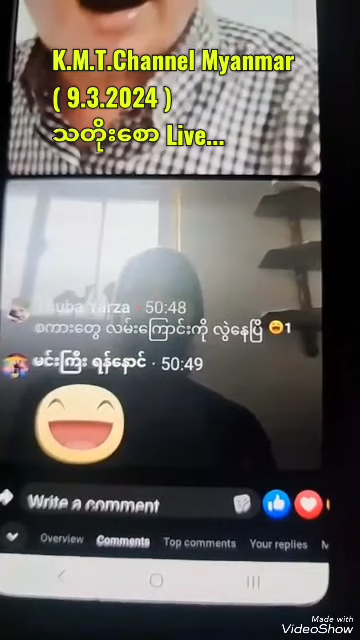 K.M.T.Channel Myanmar
( 9.3.2024 )
သတိုးစော Live...
Tarza · 50:48
စကားတွေ လမ်းကြောင်းကို လွဲနေပြီ 😄1
မင်းကြီး ရန်နောင် · 50:49
Write a comment
Overview Comments Top comments Your replies
Made with
VideoShow